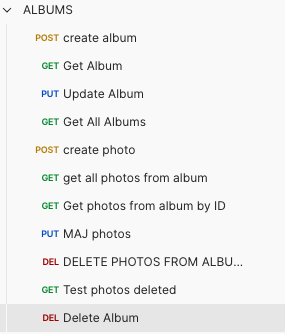 ALBUMS
POST create album
GET Get Album
PUT Update Album
GET Get All Albums
POST create photo
GET get all photos from album
GET Get photos from album by ID
PUT MAJ photos
DEL DELETE PHOTOS FROM ALBU...
GET Test photos deleted
DEL Delete Album